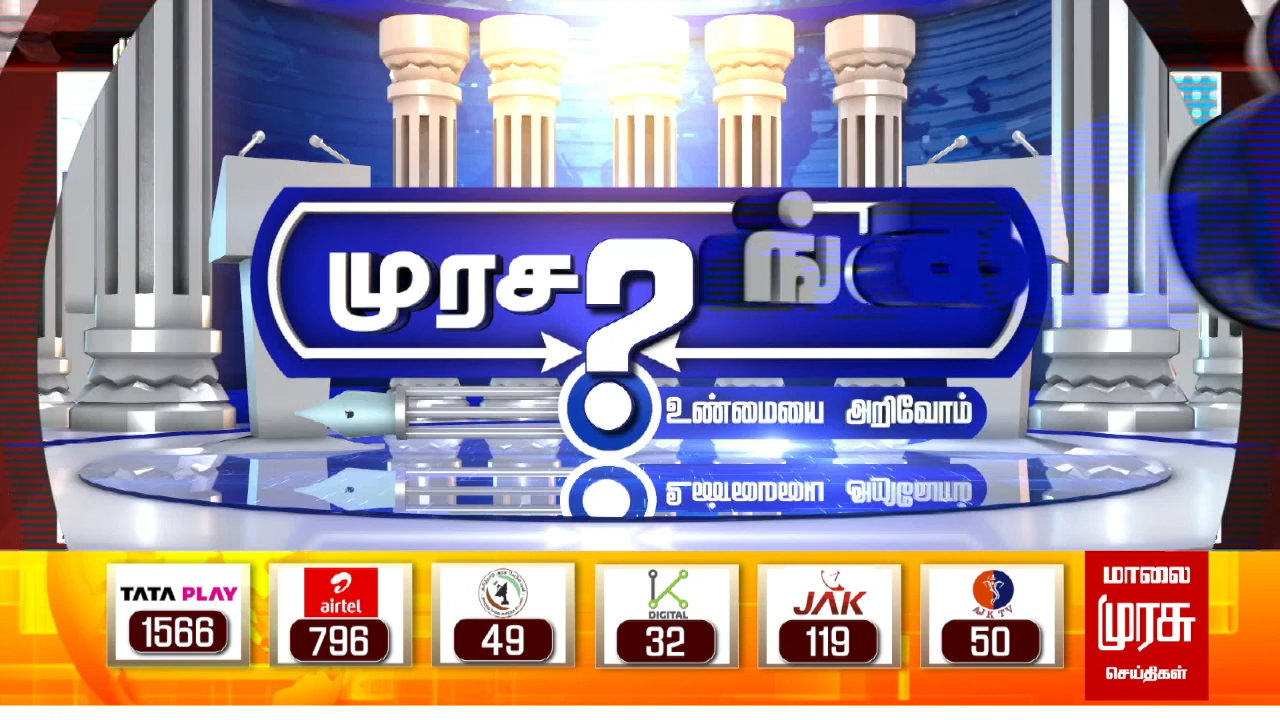 முரச?ங்க
உண்மையை அறிவோம்
TATA PLAY
1566
airtel
796
49
DIGITAL
32
JAK
119
AJK TV
50
மாலை
முரசு
செய்திகள்